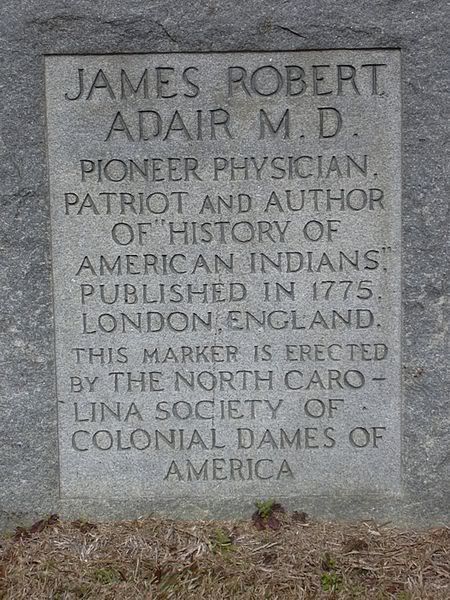 JAMES ROBERT
ADAIR M.D.
PIONEER PHYSICIAN.
PATRIOT AND AUTHOR
OF "HISTORY OF
AMERICAN INDIANS,"
PUBLISHED IN 1775.
LONDON, ENGLAND.
THIS MARKER IS ERECTED
BY THE NORTH CARO-
LINA SOCIETY OF
COLONIAL DAMES OF
AMERICA